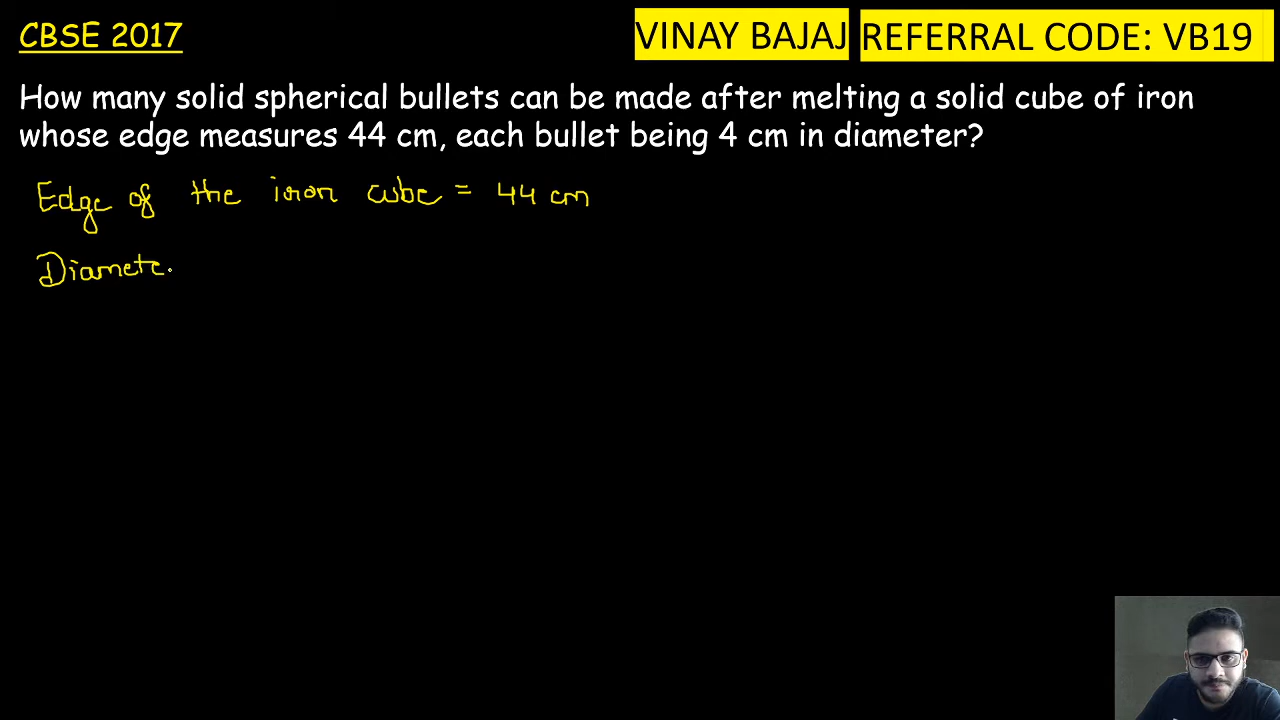 CBSE 2017
VINAY BAJAJ
REFERRAL CODE: VB19
How many solid spherical bullets can be made after melting a solid cube of iron
whose edge measures 44 cm, each bullet being 4 cm in diameter?
Edge of the iron cube = 44 cm
Diamete